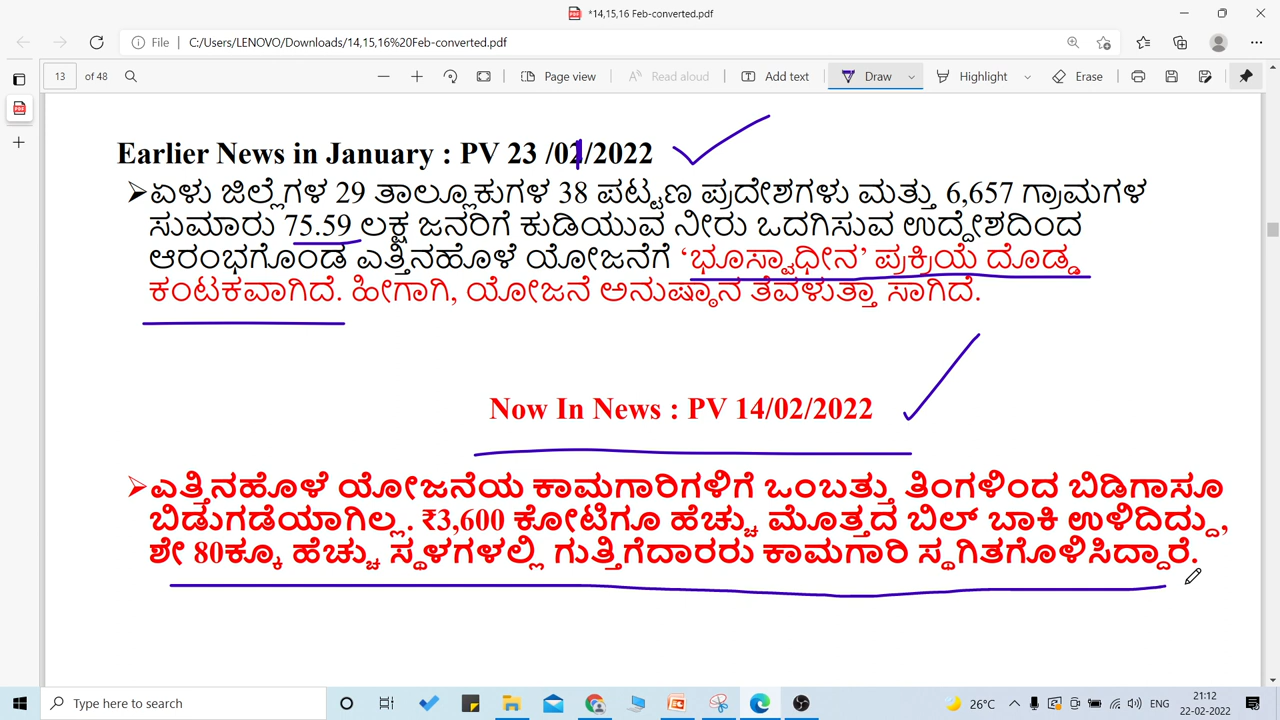 *14,15,16 Feb-converted.pdf
File C:/Users/LENOVO/Downloads/14,15,16%20Feb-converted.pdf
13 of 48 Page view Read aloud Add text Draw Highlight Erase
Earlier News in January : PV 23 /02/2022
ಏಳು ಜಿಲ್ಲೆಗಳ 29 ತಾಲ್ಲೂಕುಗಳ 38 ಪಟ್ಟಣ ಪ್ರದೇಶಗಳು ಮತ್ತು 6,657 ಗ್ರಾಮಗಳ
ಸುಮಾರು 75.59 ಲಕ್ಷ ಜನರಿಗೆ ಕುಡಿಯುವ ನೀರು ಒದಗಿಸುವ ಉದ್ದೇಶದಿಂದ
ಆರಂಭಗೊಂಡ ಎತ್ತಿನಹೊಳೆ ಯೋಜನೆಗೆ ‘ಭೂಸ್ವಾಧೀನ’ ಪ್ರಕ್ರಿಯೆ ದೊಡ್ಡ
ಕಂಟಕವಾಗಿದೆ. ಹೀಗಾಗಿ, ಯೋಜನೆ ಅನುಷ್ಠಾನ ತೆವಳುತ್ತಾ ಸಾಗಿದೆ.
Now In News : PV 14/02/2022
ಎತ್ತಿನಹೊಳೆ ಯೋಜನೆಯ ಕಾಮಗಾರಿಗಳಿಗೆ ಒಂಬತ್ತು ತಿಂಗಳಿಂದ ಬಿಡಿಗಾಸೂ
ಬಿಡುಗಡೆಯಾಗಿಲ್ಲ. ₹3,600 ಕೋಟಿಗೂ ಹೆಚ್ಚು ಮೊತ್ತದ ಬಿಲ್ ಬಾಕಿ ಉಳಿದಿದ್ದು,
ಶೇ 80ಕ್ಕೂ ಹೆಚ್ಚು ಸ್ಥಳಗಳಲ್ಲಿ ಗುತ್ತಿಗೆದಾರರು ಕಾಮಗಾರಿ ಸ್ಥಗಿತಗೊಳಿಸಿದ್ದಾರೆ.
Type here to search 26°C ENG 21:12
22-02-2022